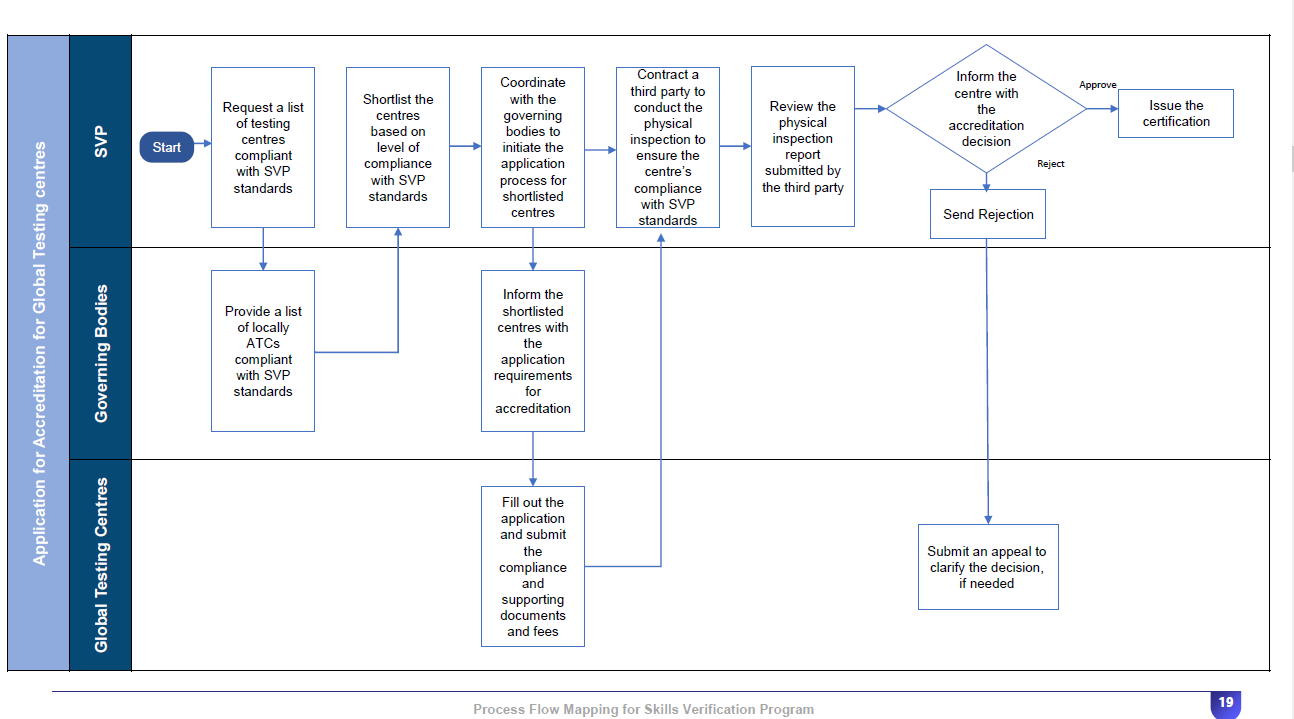 Application for Accreditation for Global Testing centres
SVP
Start
Request a list
of testing
centres
compliant
with SVP
standards
Shortlist the
centres
based on
level of
compliance
with SVP
standards
Coordinate
with the
governing
bodies to
initiate the
application
process for
shortlisted
centres
Contract a
third party to
conduct the
physical
inspection to
ensure the
centre's
compliance
with SVP
standards
Review the
physical
inspection
report
submitted by
the third party
Inform the
centre with
the
accreditation
decision
Approve
Issue the
certification
Reject
Send Rejection
Governing Bodies
Provide a list
of locally
ATCs
compliant
with SVP
standards
Inform the
shortlisted
centres with
the
application
requirements
for
accreditation
Global Testing Centres
Fill out the
application
and submit
the
compliance
and
supporting
documents
and fees
Submit an appeal to
clarify the decision,
if needed
Process Flow Mapping for Skills Verification Program
19